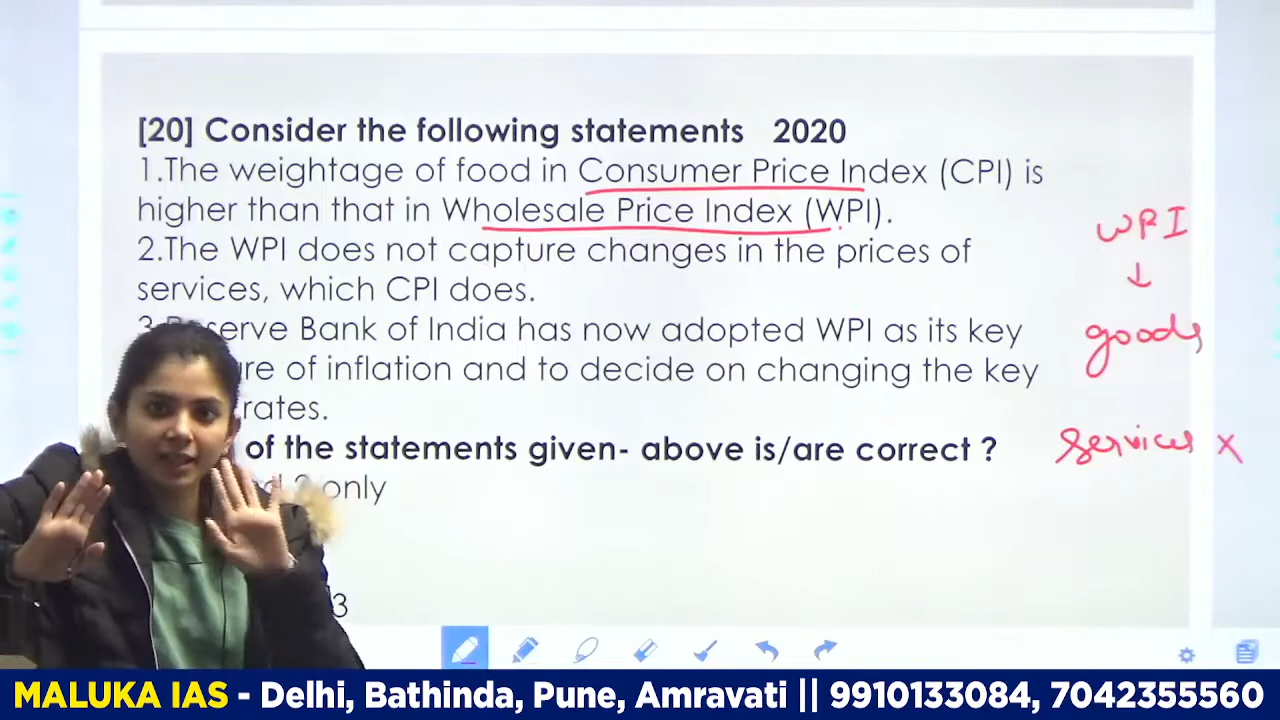 [20] Consider the following statements 2020
1.The weightage of food in Consumer Price Index (CPI) is
higher than that in Wholesale Price Index (WPI).
2.The WPI does not capture changes in the prices of
services, which CPI does.
3.Reserve Bank of India has now adopted WPI as its key
of inflation and to decide on changing the key
rates.
of the statements given- above is/are correct ?
only
3
WPI
↓
goods
services x
MALUKA IAS - Delhi, Bathinda, Pune, Amravati || 9910133084, 7042355560